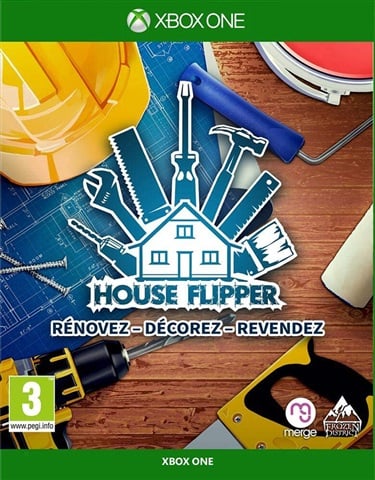 XBOX ONE
HOUSE FLIPPER
RÉNOVEZ – DÉCOREZ – REVENDEZ
3
www.pegi.info
merge
FROZEN
DISTRICT
XBOX ONE